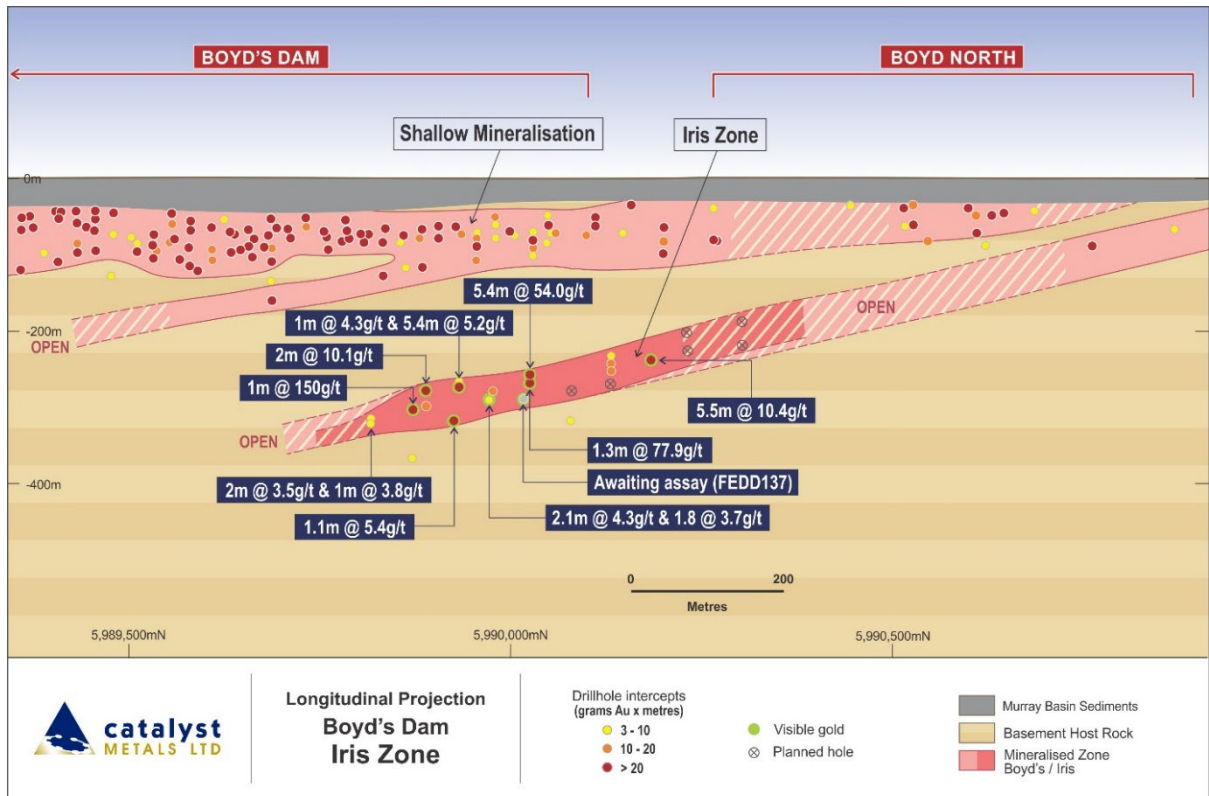 BOYD'S DAM
BOYD NORTH
Shallow Mineralisation
Iris Zone
0m
5.4m @ 54.0g/t
-200m
OPEN
OPEN
1m @ 4.3g/t & 5.4m @ 5.2g/t
2m @ 10.1g/t
1m @ 150g/t
5.5m @ 10.4g/t
OPEN
1.3m @ 77.9g/t
-400m
2m @ 3.5g/t & 1m @ 3.8g/t
Awaiting assay (FEDD137)
1.1m @ 5.4g/t
2.1m @ 4.3g/t & 1.8 @ 3.7g/t
0 200
Metres
5,989,500mN 5,990,000mN 5,990,500mN
catalyst
METALS LTD
Longitudinal Projection
Boyd's Dam
Iris Zone
Drillhole intercepts
(grams Au x metres)
3 - 10
10 - 20
> 20
Visible gold
Planned hole
Murray Basin Sediments
Basement Host Rock
Mineralised Zone
Boyd's / Iris